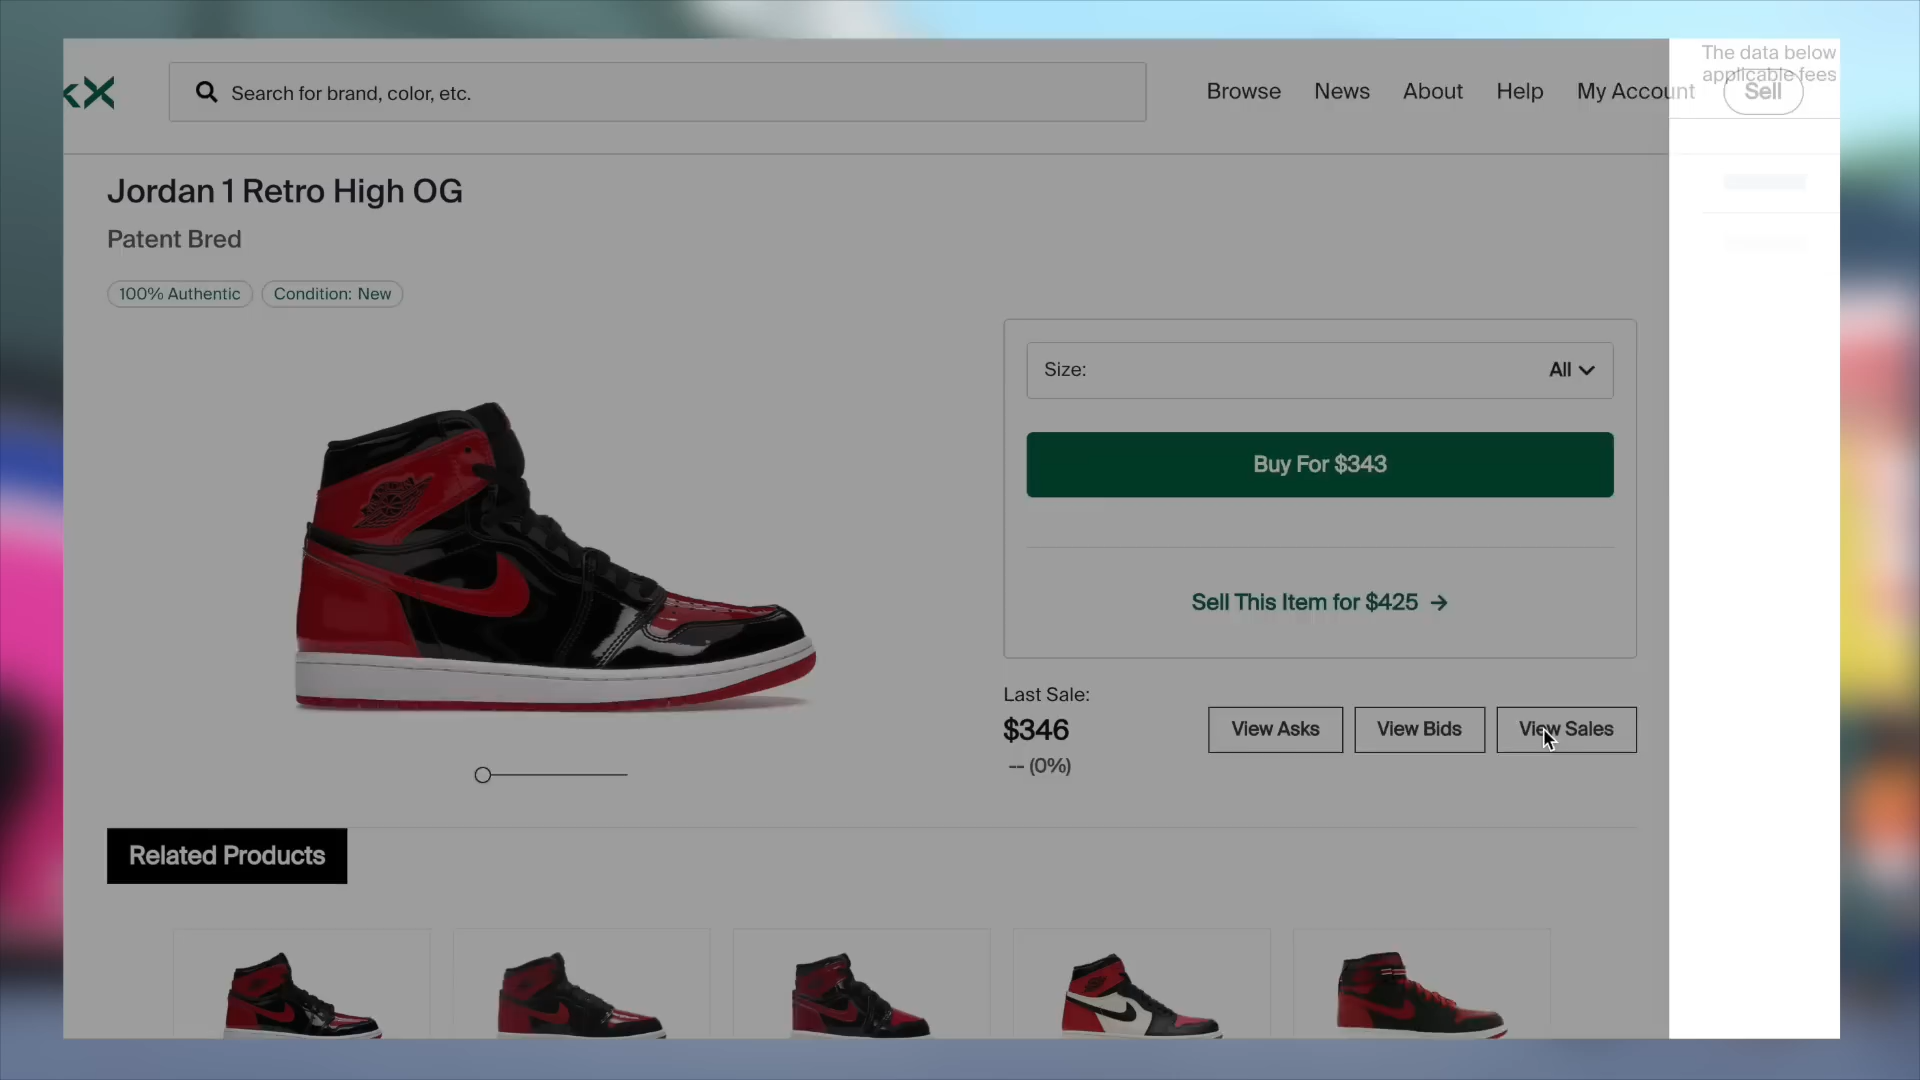 The data below
applicable fees
X
Search for brand, color, etc.
Browse News About Help My Account Sell
Jordan 1 Retro High OG
Patent Bred
100% Authentic Condition: New
Size: All
Buy For $343
Sell This Item for $425 →
Last Sale:
$346
-- (0%)
View Asks View Bids View Sales
Related Products